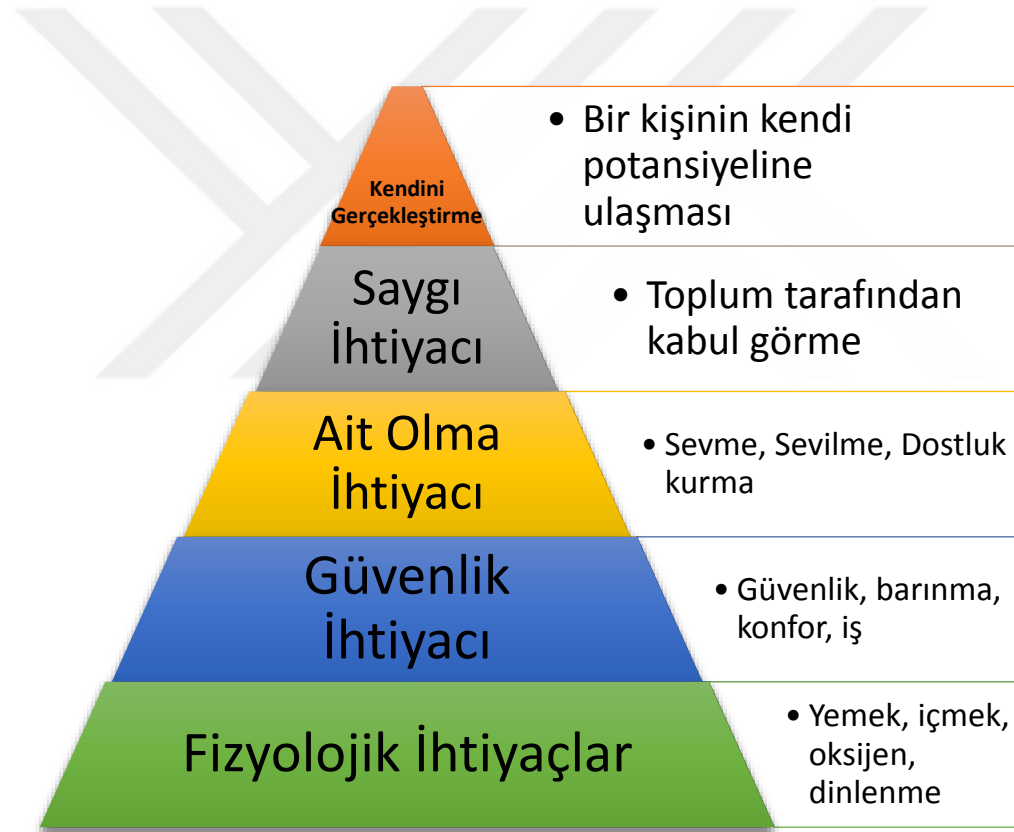 Kendini
Gerçekleştirme
• Bir kişinin kendi
potansiyeline
ulaşması
Saygı
İhtiyacı
• Toplum tarafından
kabul görme
Ait Olma
İhtiyacı
• Sevme, Sevilme, Dostluk
kurma
Güvenlik
İhtiyacı
• Güvenlik, barınma,
konfor, iş
Fizyolojik İhtiyaçlar
• Yemek, içmek,
oksijen,
dinlenme